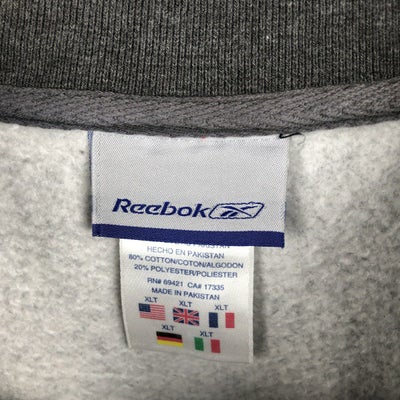 Reebok
HECHO EN PAKISTAN
80% COTTON/COTON/ALGODON
20% POLYESTER/POLIESTER
RN# 69421 CA# 17335
MADE IN PAKISTAN
XLT XLT XLT
XLT XLT